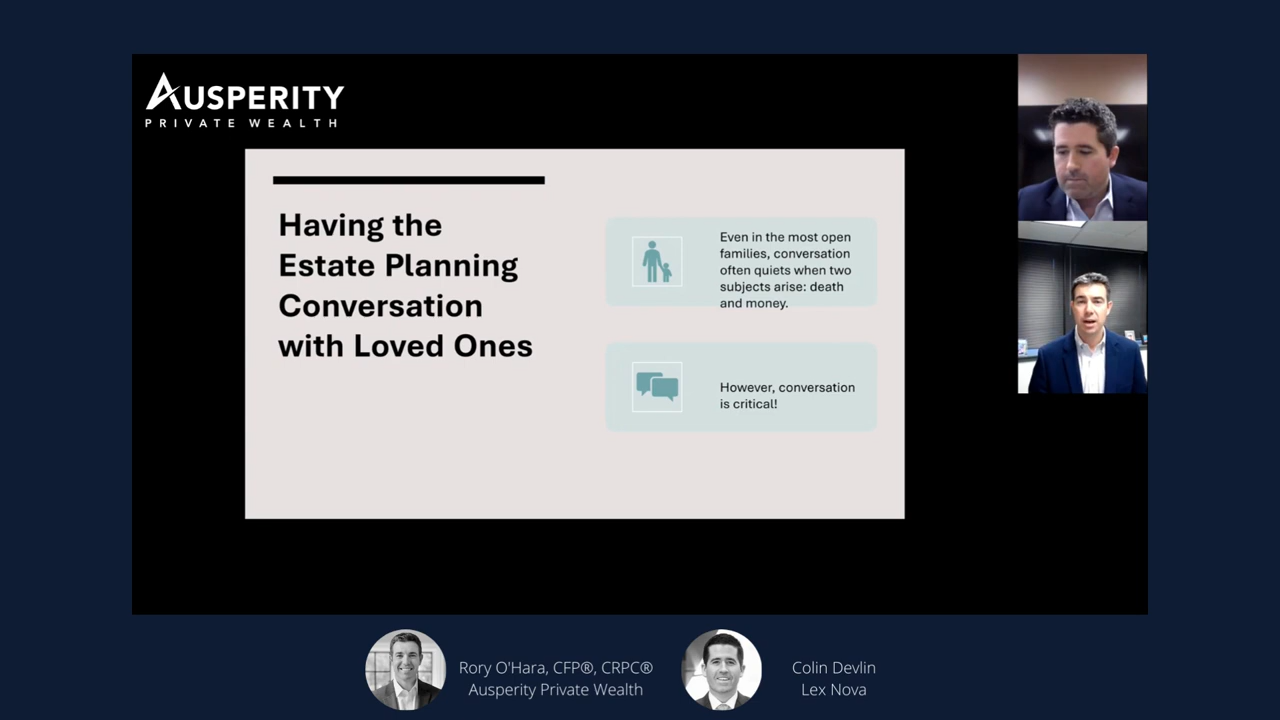 AUSPERITY
PRIVATE WEALTH
Having the
Estate Planning
Conversation
with Loved Ones
Even in the most open
families, conversation
often quiets when two
subjects arise: death
and money.
However, conversation
is critical!
Rory O'Hara, CFP®, CRPC®
Ausperity Private Wealth
Colin Devlin
Lex Nova